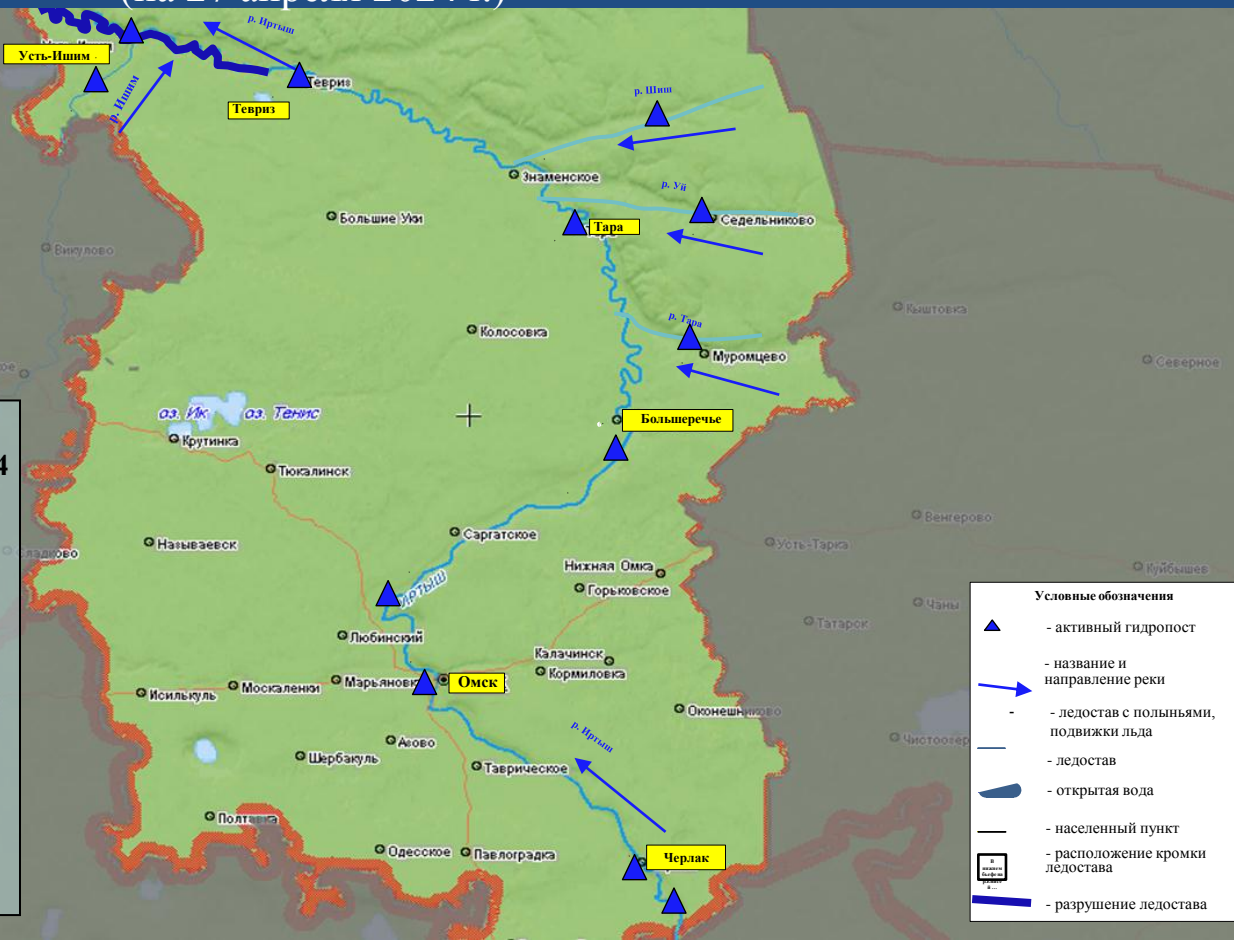 Усть-Ишим
р. Иртыш
Тевриз
Тевриз
р. Ишим
р. Шиш
Знаменское
р. Уй
Седельниково
Большие Уки
Тара
Викулово
Кыштовка
р. Тара
Муромцево
Колосовка
Северное
оз. Ик
оз. Тенис
Большеречье
Крутинка
4
Тюкалинск
Венгерово
Саргатское
Называевск
Усть-Тарка
Нижняя Омка
Куйбышев
Горьковское
Чаны
Татарск
Любинский
Калачинск
Кормиловка
Марьяновк
Омск
Москаленки
Исилькуль
Оконешниково
Чистоозер
р. Иртыш
Азово
Шербакуль
Таврическое
Полтавка
Одесское
Павлоградка
Черлак
Условные обозначения
- активный гидропост
- название и
направление реки
- ледостав с полыньями,
подвижки льда
- ледостав
- открытая вода
- населенный пункт
- расположение кромки
ледостава
- разрушение ледостава